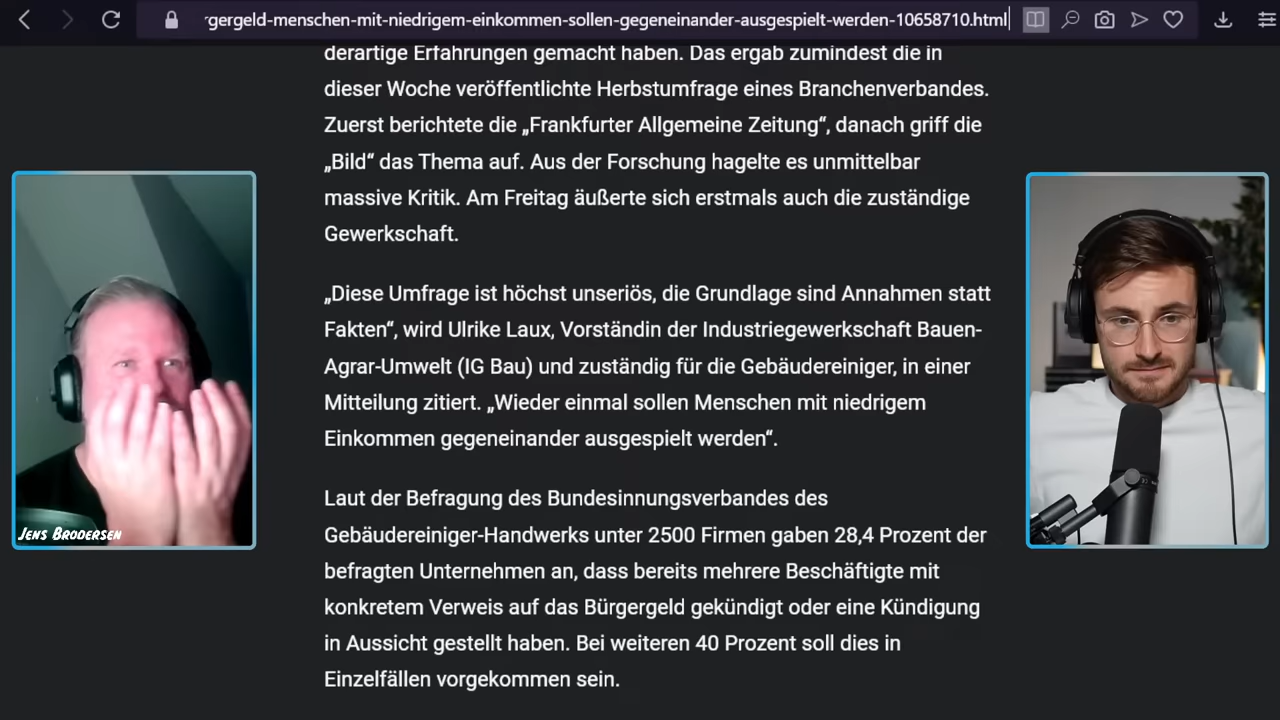 rgergeld-menschen-mit-niedrigem-einkommen-sollen-gegeneinander-ausgespielt-werden-10658710.html
derartige Erfahrungen gemacht haben. Das ergab zumindest die in
dieser Woche veröffentlichte Herbstumfrage eines Branchenverbandes.
Zuerst berichtete die „Frankfurter Allgemeine Zeitung“, danach griff die
„Bild“ das Thema auf. Aus der Forschung hagelte es unmittelbar
massive Kritik. Am Freitag äußerte sich erstmals auch die zuständige
Gewerkschaft.
„Diese Umfrage ist höchst unseriös, die Grundlage sind Annahmen statt
Fakten“, wird Ulrike Laux, Vorständin der Industriegewerkschaft Bauen-
Agrar-Umwelt (IG Bau) und zuständig für die Gebäudereiniger, in einer
Mitteilung zitiert. „Wieder einmal sollen Menschen mit niedrigem
Einkommen gegeneinander ausgespielt werden“.
Laut der Befragung des Bundesinnungsverbandes des
Gebäudereiniger-Handwerks unter 2500 Firmen gaben 28,4 Prozent der
befragten Unternehmen an, dass bereits mehrere Beschäftigte mit
konkretem Verweis auf das Bürgergeld gekündigt oder eine Kündigung
in Aussicht gestellt haben. Bei weiteren 40 Prozent soll dies in
Einzelfällen vorgekommen sein.
Jens Brodersen